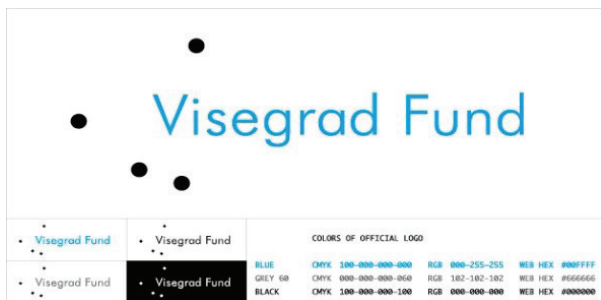 Visegrad Fund
Visegrad Fund
Visegrad Fund
COLORS OF OFFICIAL LOGO
Visegrad Fund
Visegrad Fund
BLUE CMYK 100-000-000-000 RGB 000-255-255 WEB HEX #00FFFF
GREY 60 CMYK 000-000-000-060 RGB 102-102-102 WEB HEX #666666
BLACK CMYK 100-000-000-100 RGB 000-000-000 WEB HEX #000000